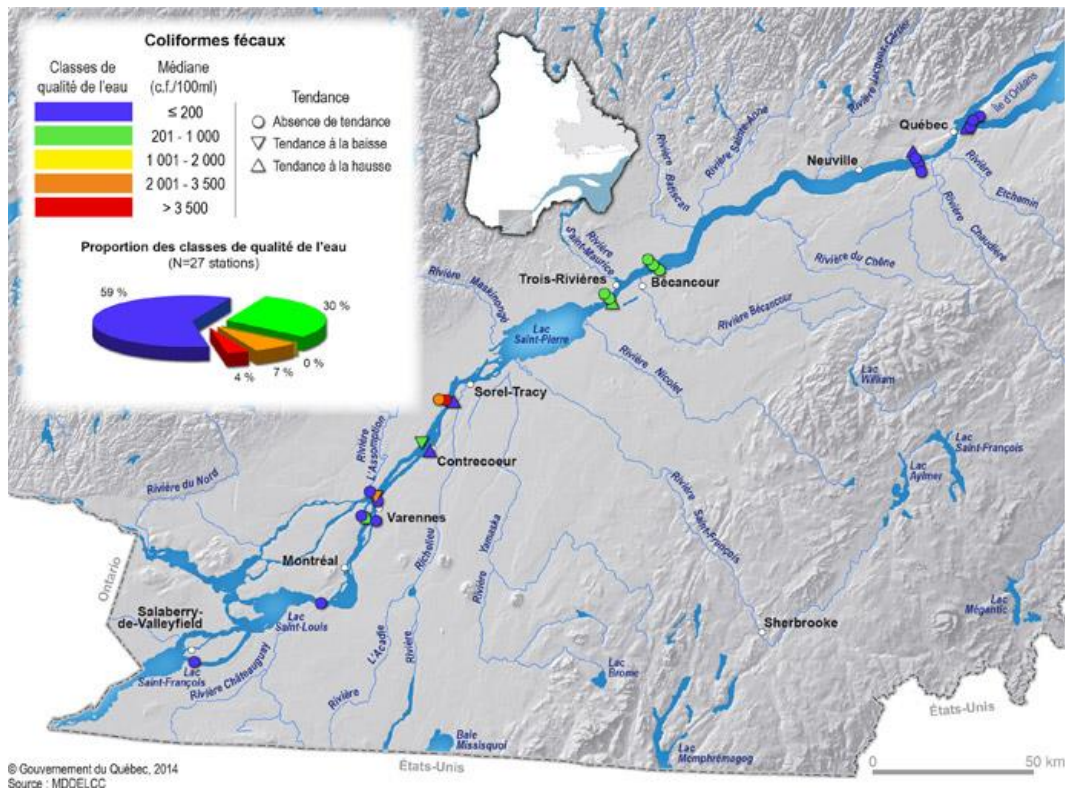 Coliformes fécaux
Classes de
qualité de l'eau
Médiane
(c.f./100ml)
≤ 200
201 - 1 000
1 001 - 2 000
2 001 - 3 500
> 3 500
Tendance
Absence de tendance
Tendance à la baisse
Tendance à la hausse
Proportion des classes de qualité de l'eau
(N=27 stations)
59 %
30 %
0 %
7 %
4 %
Rivière Jacques-Cartier
Île d'Orléans
Québec
Rivière Sainte-Anne
Neuville
Rivière
Batiscan
Rivière
Etchemin
Rivière Chaudière
Rivière
Saint-Maurice
Rivière du Chêne
Trois-Rivières
Bécancour
Rivière Maskinongé
Rivière Bécancour
Lac
Saint-Pierre
Rivière Nicolet
Lac
William
Sorel-Tracy
Rivière
L'Assomption
Lac
Saint-François
Lac
Aylmer
Contrecoeur
Rivière du Nord
Varennes
Rivière Saint-François
Richelieu
Yamaska
Montréal
Ontario
Rivière
Salaberry-
de-Valleyfield
Lac
Saint-Louis
Lac
Mégantic
Sherbrooke
L'Acadie
Rivière
Lac
Saint-François
Rivière Châteauguay
Rivière
Lac
Brome
Baie
Missisquoi
Lac
Memphrémagog
États-Unis
États-Unis
0 50 km
© Gouvernement du Québec, 2014
Source : MDDELCC